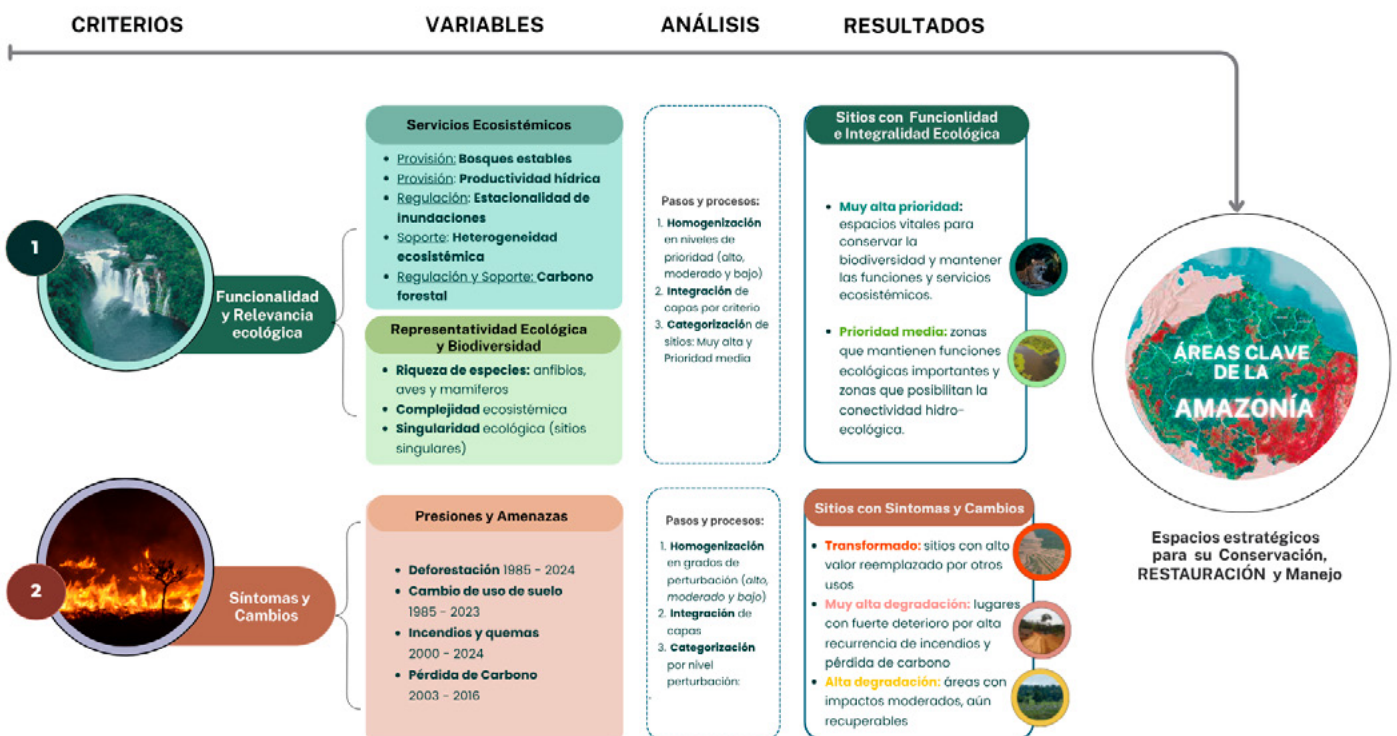 CRITERIOS
VARIABLES
ANÁLISIS
RESULTADOS
1
Funcionalidad
y Relevancia
ecológica
Servicios Ecosistémicos
• Provisión: Bosques estables
• Provisión: Productividad hídrica
• Regulación: Estacionalidad de
inundaciones
• Soporte: Heterogeneidad
ecosistémica
• Regulación y Soporte: Carbono
forestal
Representatividad Ecológica
y Biodiversidad
• Riqueza de especies: anfibios,
aves y mamíferos
• Complejidad ecosistémica
• Singularidad ecológica (sitios
singulares)
Pasos y procesos:
1. Homogenización
en niveles de
prioridad (alto,
moderado y bajo)
2. Integración de
capas por criterio
3. Categorización de
sitios: Muy alta y
Prioridad media
Sitios con Funcionlidad
e Integralidad Ecológica
• Muy alta prioridad:
espacios vitales para
conservar la
biodiversidad y mantener
las funciones y servicios
ecosistémicos.
• Prioridad media: zonas
que mantienen funciones
ecológicas importantes y
zonas que posibilitan la
conectividad hidro-
ecológica.
2
Síntomas y
Cambios
Presiones y Amenazas
• Deforestación 1985 - 2024
• Cambio de uso de suelo
1985 - 2023
• Incendios y quemas
2000 - 2024
• Pérdida de Carbono
2003 - 2016
Pasos y procesos:
1. Homogenización
en grados de
perturbación (alto,
moderado y bajo)
2. Integración de
capas
3. Categorización
por nivel
perturbación:
Sitios con Síntomas y Cambios
• Transformado: sitios con alto
valor reemplazado por otros
usos
• Muy alta degradación: lugares
con fuerte deterioro por alta
recurrencia de incendios y
pérdida de carbono
• Alta degradación: áreas con
impactos moderados, aún
recuperables
ÁREAS CLAVE
DE LA
AMAZONÍA
Espacios estratégicos
para su Conservación,
RESTAURACIÓN y Manejo